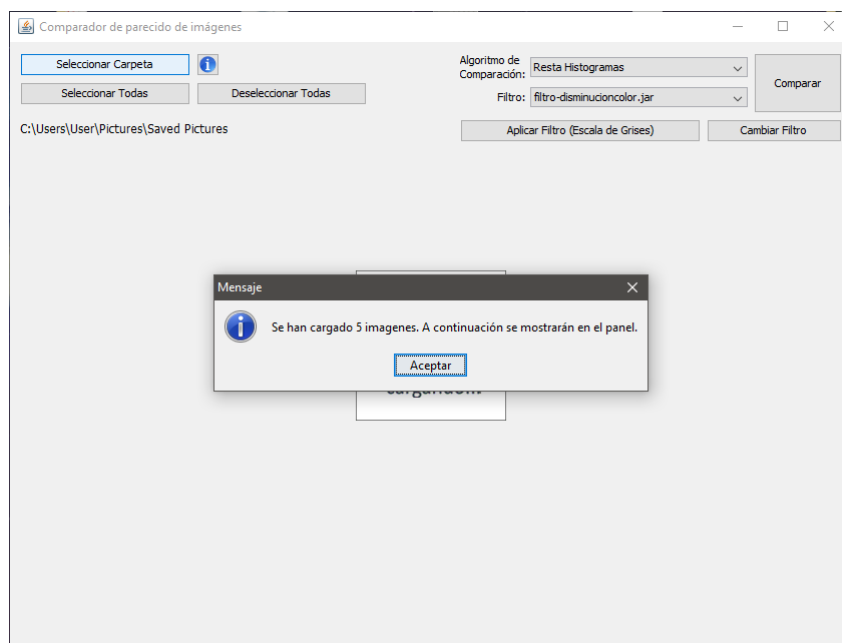 Comparador de parecido de imágenes
Seleccionar Carpeta
Algoritmo de
Comparación:
Resta Histogramas
Comparar
Seleccionar Todas
Deseleccionar Todas
Filtro:
filtro-disminucioncolor.jar
C:\Users\User\Pictures\Saved Pictures
Aplicar Filtro (Escala de Grises)
Cambiar Filtro
Mensaje
Se han cargado 5 imagenes. A continuación se mostrarán en el panel.
Aceptar